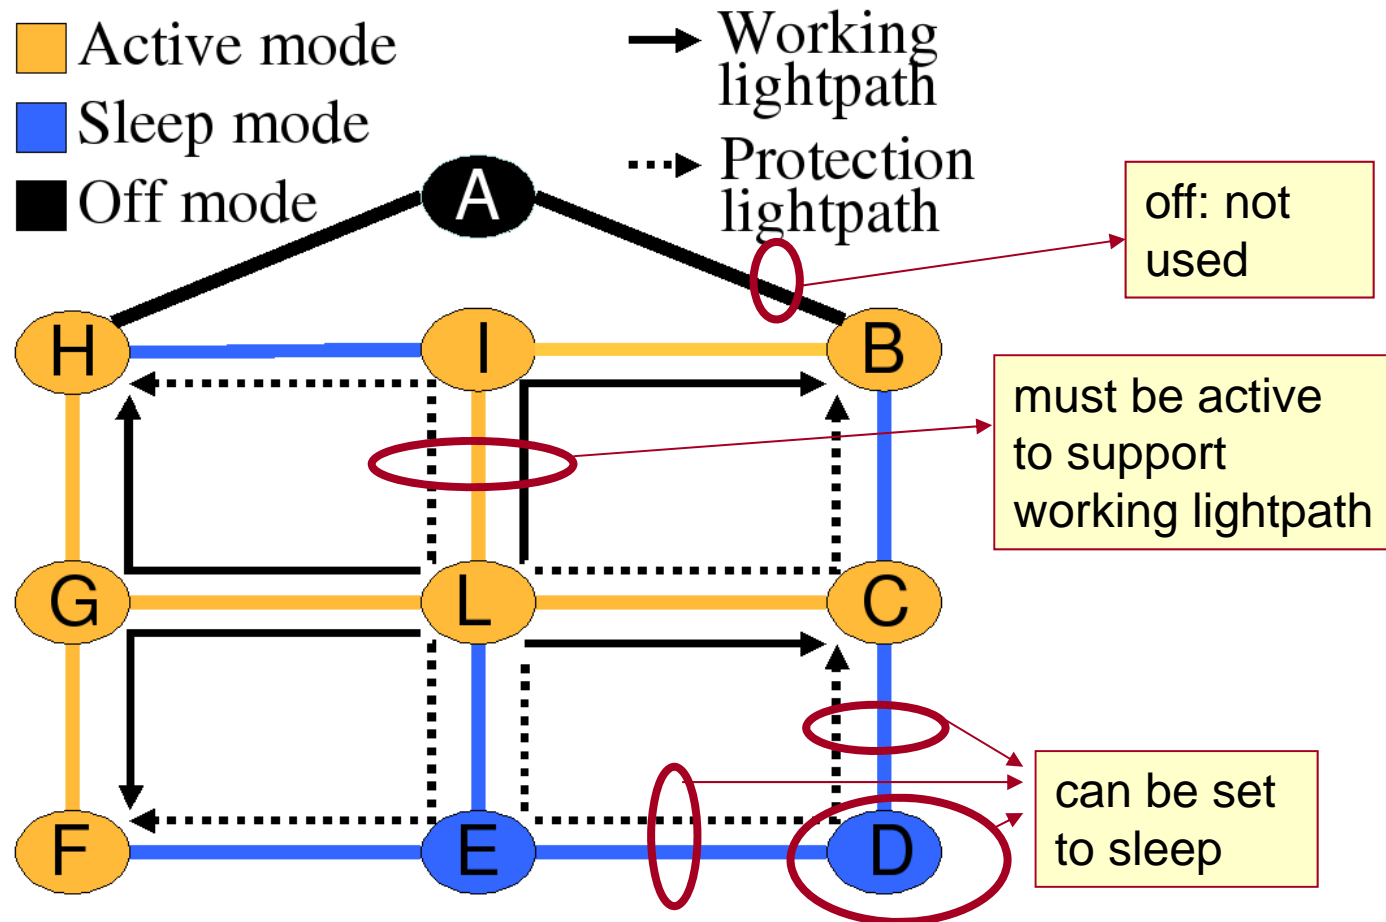 Active mode
Sleep mode
Off mode
Working
lightpath
Protection
lightpath
A
off: not
used
H
I
B
must be active
to support
working lightpath
G
L
C
F
E
D
can be set
to sleep